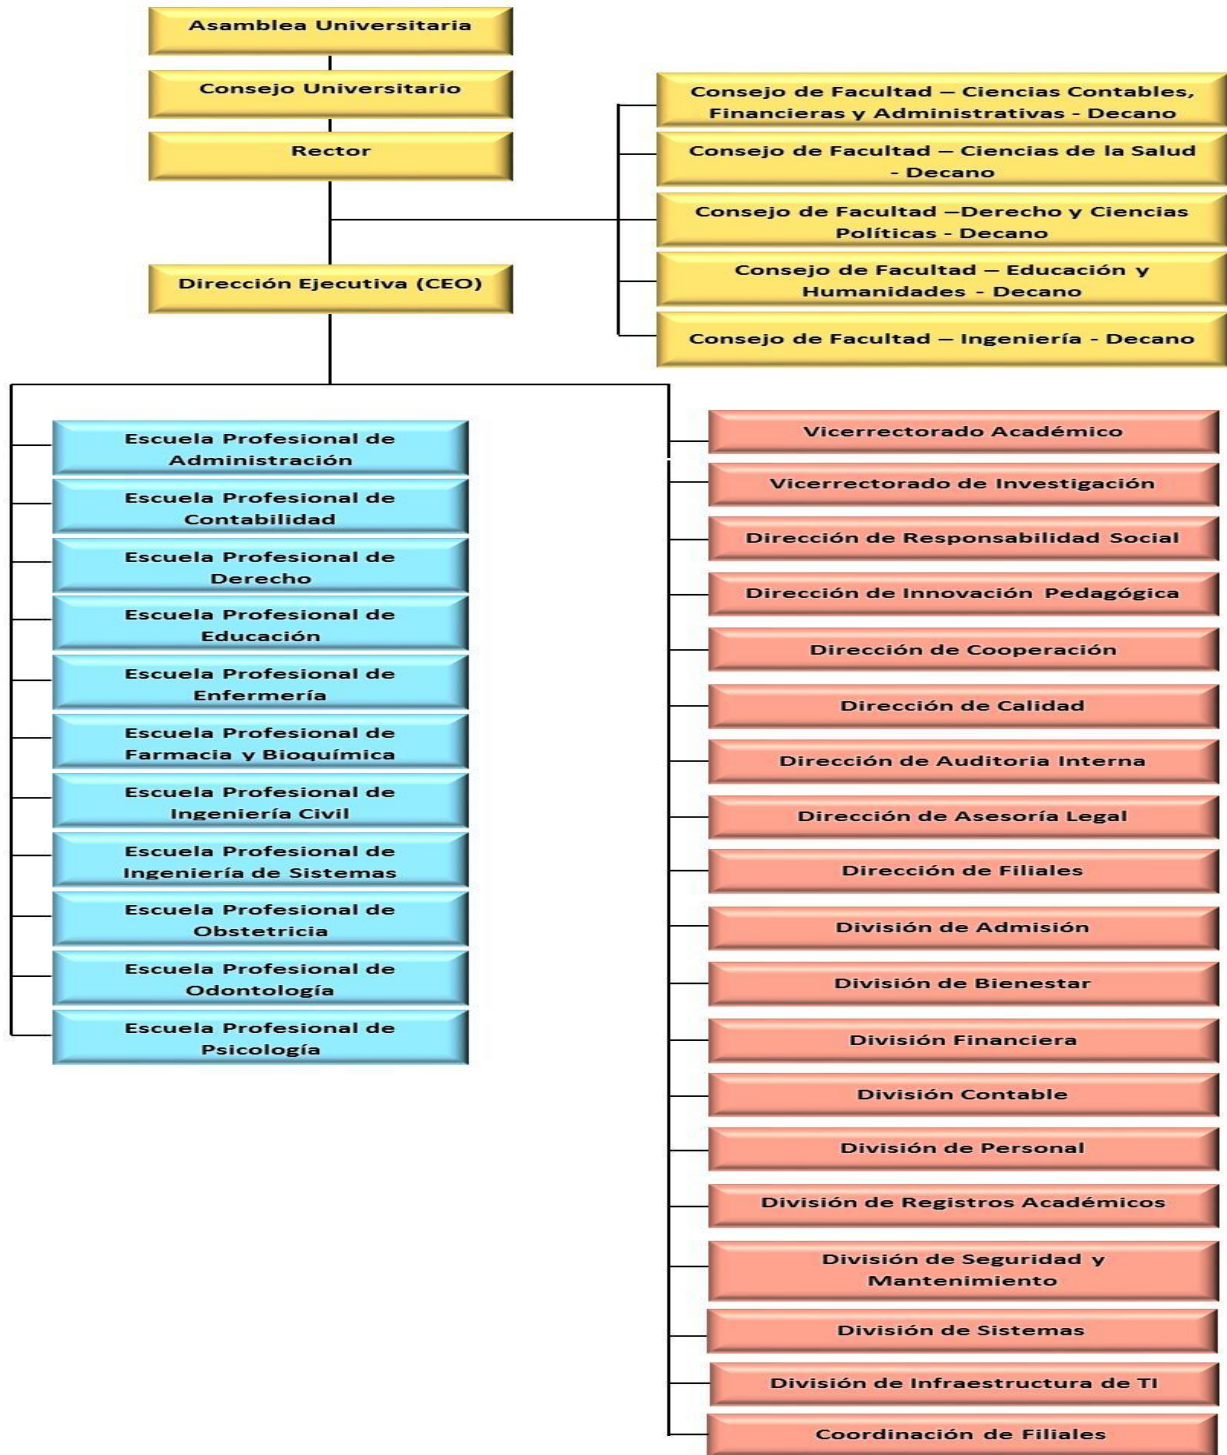 Asamblea Universitaria
Consejo Universitario
Rector
Dirección Ejecutiva (CEO)
Consejo de Facultad – Ciencias Contables,
Financieras y Administrativas - Decano
Consejo de Facultad – Ciencias de la Salud
- Decano
Consejo de Facultad –Derecho y Ciencias
Políticas - Decano
Consejo de Facultad – Educación y
Humanidades - Decano
Consejo de Facultad – Ingeniería - Decano
Escuela Profesional de
Administración
Escuela Profesional de
Contabilidad
Escuela Profesional de
Derecho
Escuela Profesional de
Educación
Escuela Profesional de
Enfermería
Escuela Profesional de
Farmacia y Bioquímica
Escuela Profesional de
Ingeniería Civil
Escuela Profesional de
Ingeniería de Sistemas
Escuela Profesional de
Obstetricia
Escuela Profesional de
Odontología
Escuela Profesional de
Psicología
Vicerrectorado Académico
Vicerrectorado de Investigación
Dirección de Responsabilidad Social
Dirección de Innovación Pedagógica
Dirección de Cooperación
Dirección de Calidad
Dirección de Auditoria Interna
Dirección de Asesoría Legal
Dirección de Filiales
División de Admisión
División de Bienestar
División Financiera
División Contable
División de Personal
División de Registros Académicos
División de Seguridad y
Mantenimiento
División de Sistemas
División de Infraestructura de TI
Coordinación de Filiales